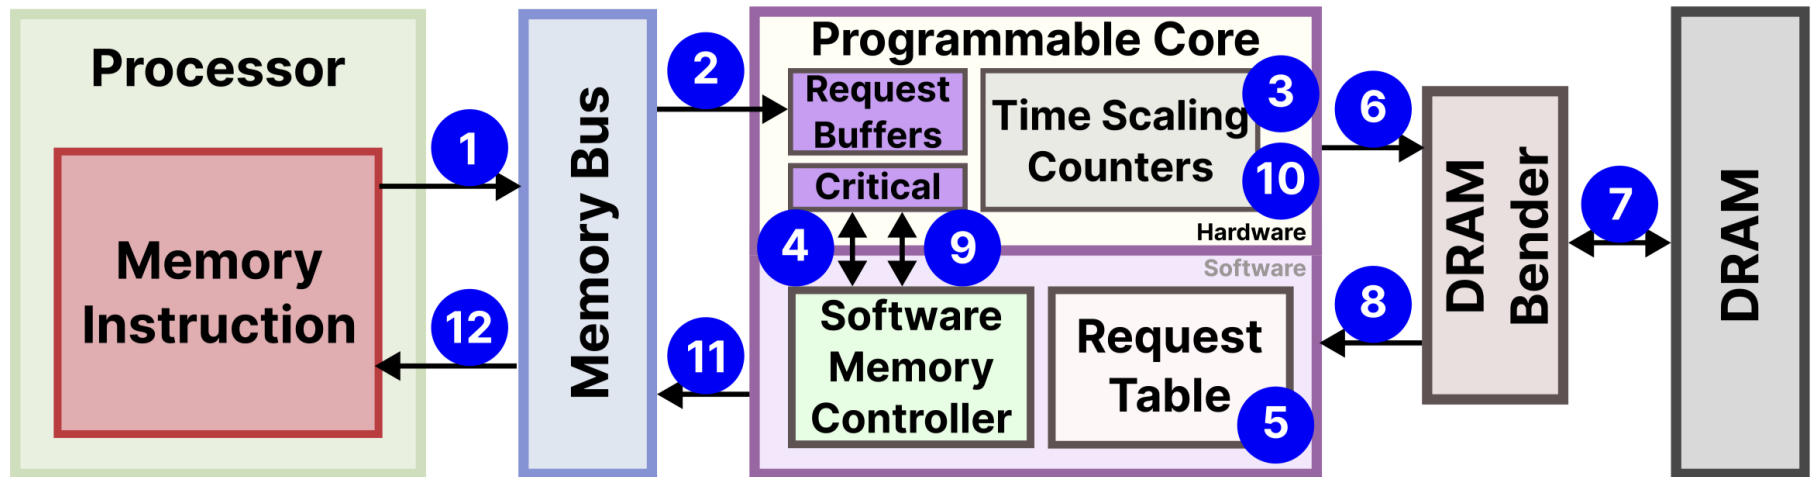 Processor
Memory
Instruction
1
12
Memory Bus
2
11
Programmable Core
Request
Buffers
Critical
Time Scaling
Counters
3
10
4
9
Hardware
Software
Software
Memory
Controller
Request
Table
5
6
8
DRAM
Bender
7
DRAM